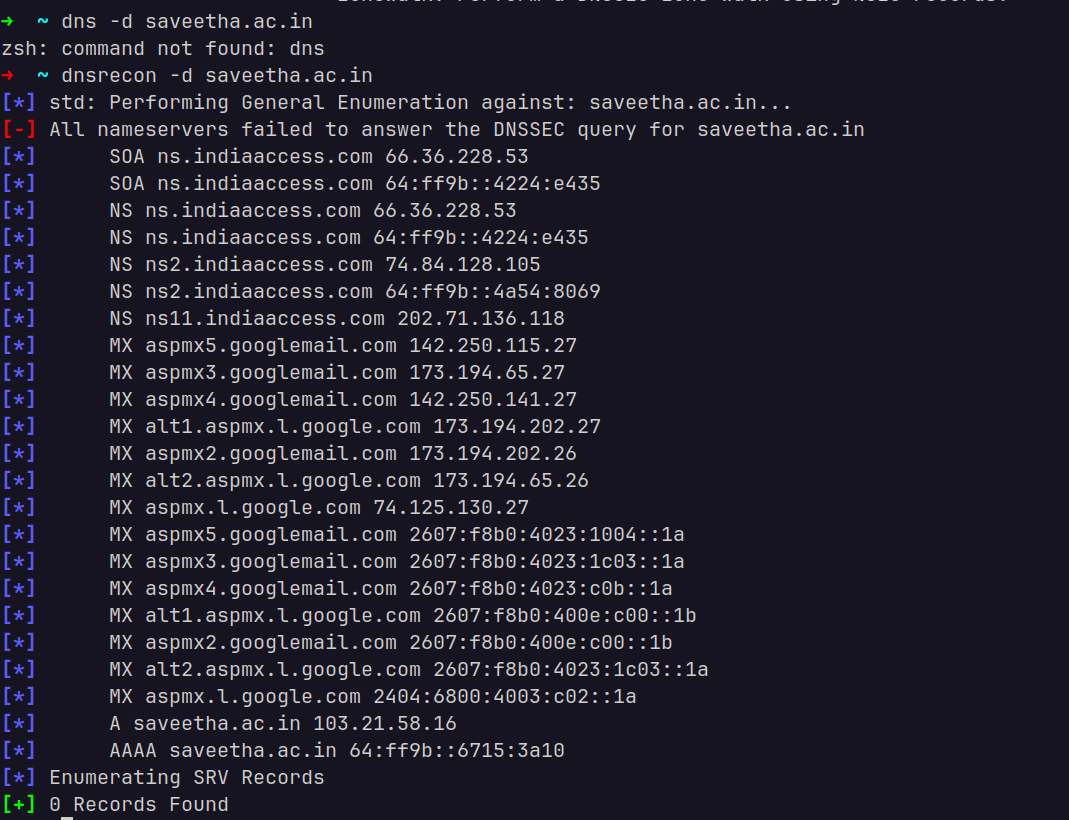 ➜ ~ dns -d saveetha.ac.in
zsh: command not found: dns
➜ ~ dnsrecon -d saveetha.ac.in
[*] std: Performing General Enumeration against: saveetha.ac.in...
[-] All nameservers failed to answer the DNSSEC query for saveetha.ac.in
[*] SOA ns.indiaaccess.com 66.36.228.53
[*] SOA ns.indiaaccess.com 64:ff9b::4224:e435
[*] NS ns.indiaaccess.com 66.36.228.53
[*] NS ns.indiaaccess.com 64:ff9b::4224:e435
[*] NS ns2.indiaaccess.com 74.84.128.105
[*] NS ns2.indiaaccess.com 64:ff9b::4a54:8069
[*] NS ns11.indiaaccess.com 202.71.136.118
[*] MX aspmx5.googlemail.com 142.250.115.27
[*] MX aspmx3.googlemail.com 173.194.65.27
[*] MX aspmx4.googlemail.com 142.250.141.27
[*] MX alt1.aspmx.l.google.com 173.194.202.27
[*] MX aspmx2.googlemail.com 173.194.202.26
[*] MX alt2.aspmx.l.google.com 173.194.65.26
[*] MX aspmx.l.google.com 74.125.130.27
[*] MX aspmx5.googlemail.com 2607:f8b0:4023:1004::1a
[*] MX aspmx3.googlemail.com 2607:f8b0:4023:1c03::1a
[*] MX aspmx4.googlemail.com 2607:f8b0:4023:c0b::1a
[*] MX alt1.aspmx.l.google.com 2607:f8b0:400e:c00::1b
[*] MX aspmx2.googlemail.com 2607:f8b0:400e:c00::1b
[*] MX alt2.aspmx.l.google.com 2607:f8b0:4023:1c03::1a
[*] MX aspmx.l.google.com 2404:6800:4003:c02::1a
[*] A saveetha.ac.in 103.21.58.16
[*] AAAA saveetha.ac.in 64:ff9b::6715:3a10
[*] Enumerating SRV Records
[+] 0 Records Found